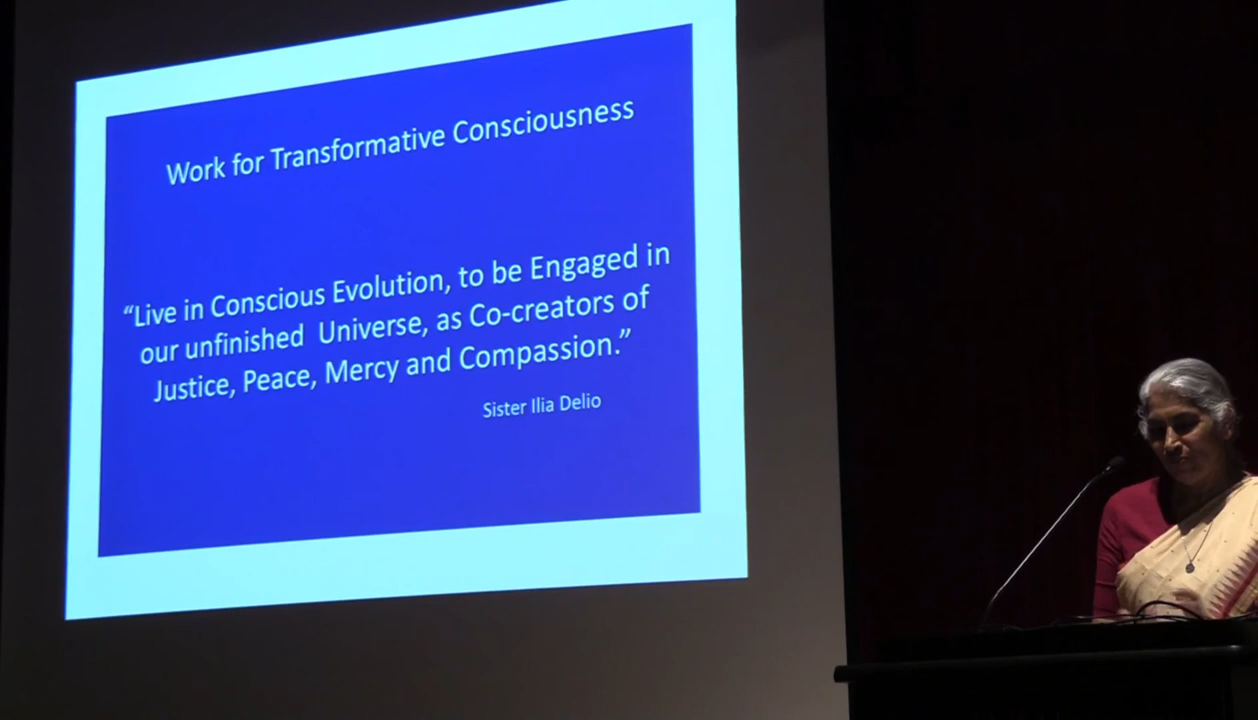 Work for Transformative Consciousness
“Live in Conscious Evolution, to be Engaged in
our unfinished Universe, as Co-creators of
Justice, Peace, Mercy and Compassion.”
Sister Ilia Delio